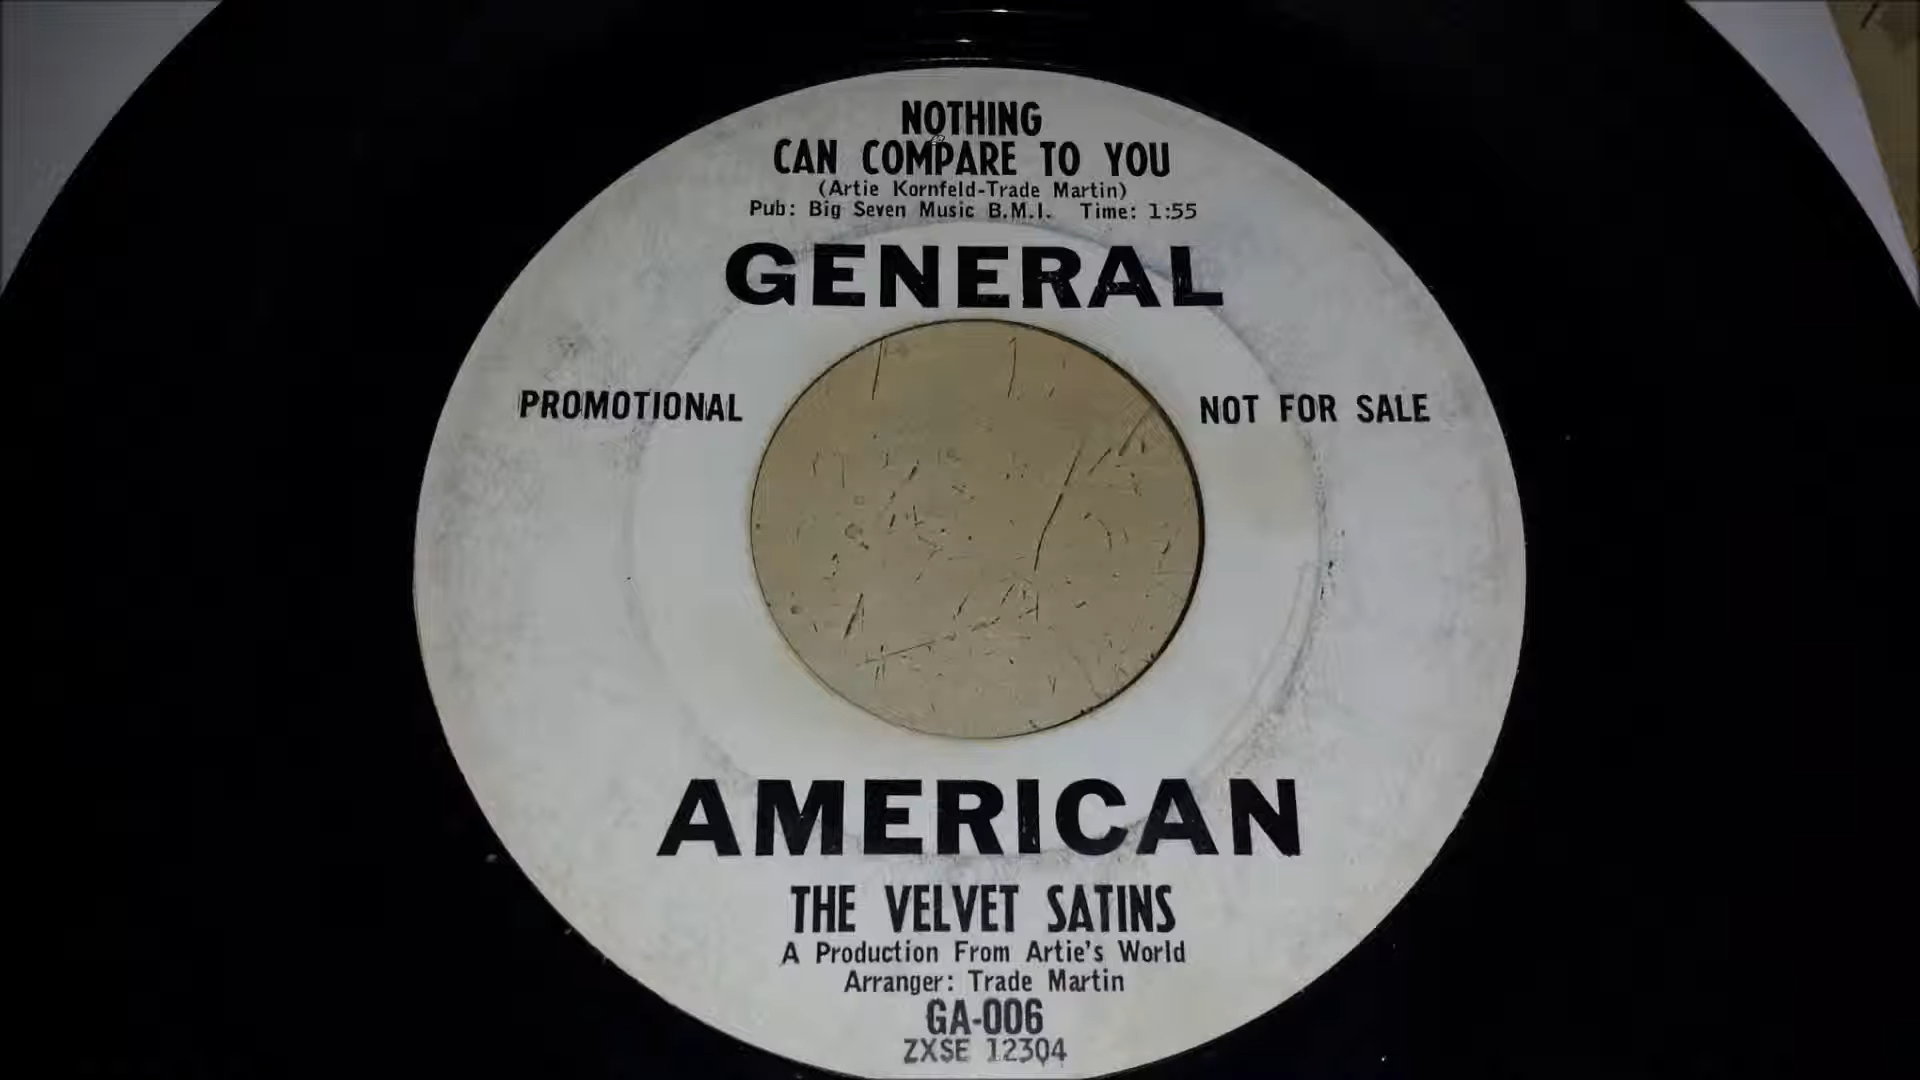 NOTHING
CAN COMPARE TO YOU
(Artie Kornfeld-Trade Martin)
Pub: Big Seven Music B.M.I. Time: 1:55
GENERAL
PROMOTIONAL NOT FOR SALE
AMERICAN
THE VELVET SATINS
A Production From Artie's World
Arranger: Trade Martin
GA-006
ZXSE 12304